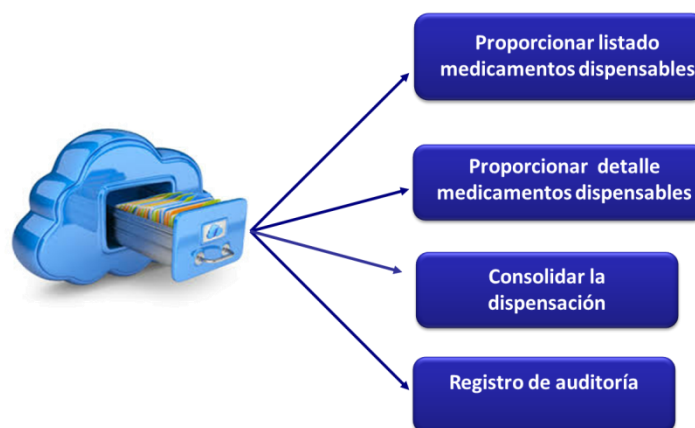 Proporcionar listado
medicamentos dispensables
Proporcionar detalle
medicamentos dispensables
Consolidar la
dispensación
Registro de auditoría